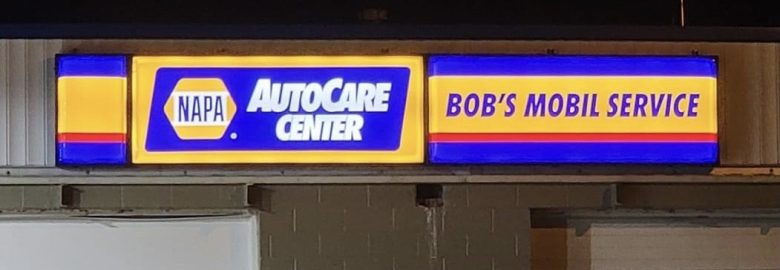 NAPA
AUTOCARE
CENTER
BOB'S MOBIL SERVICE